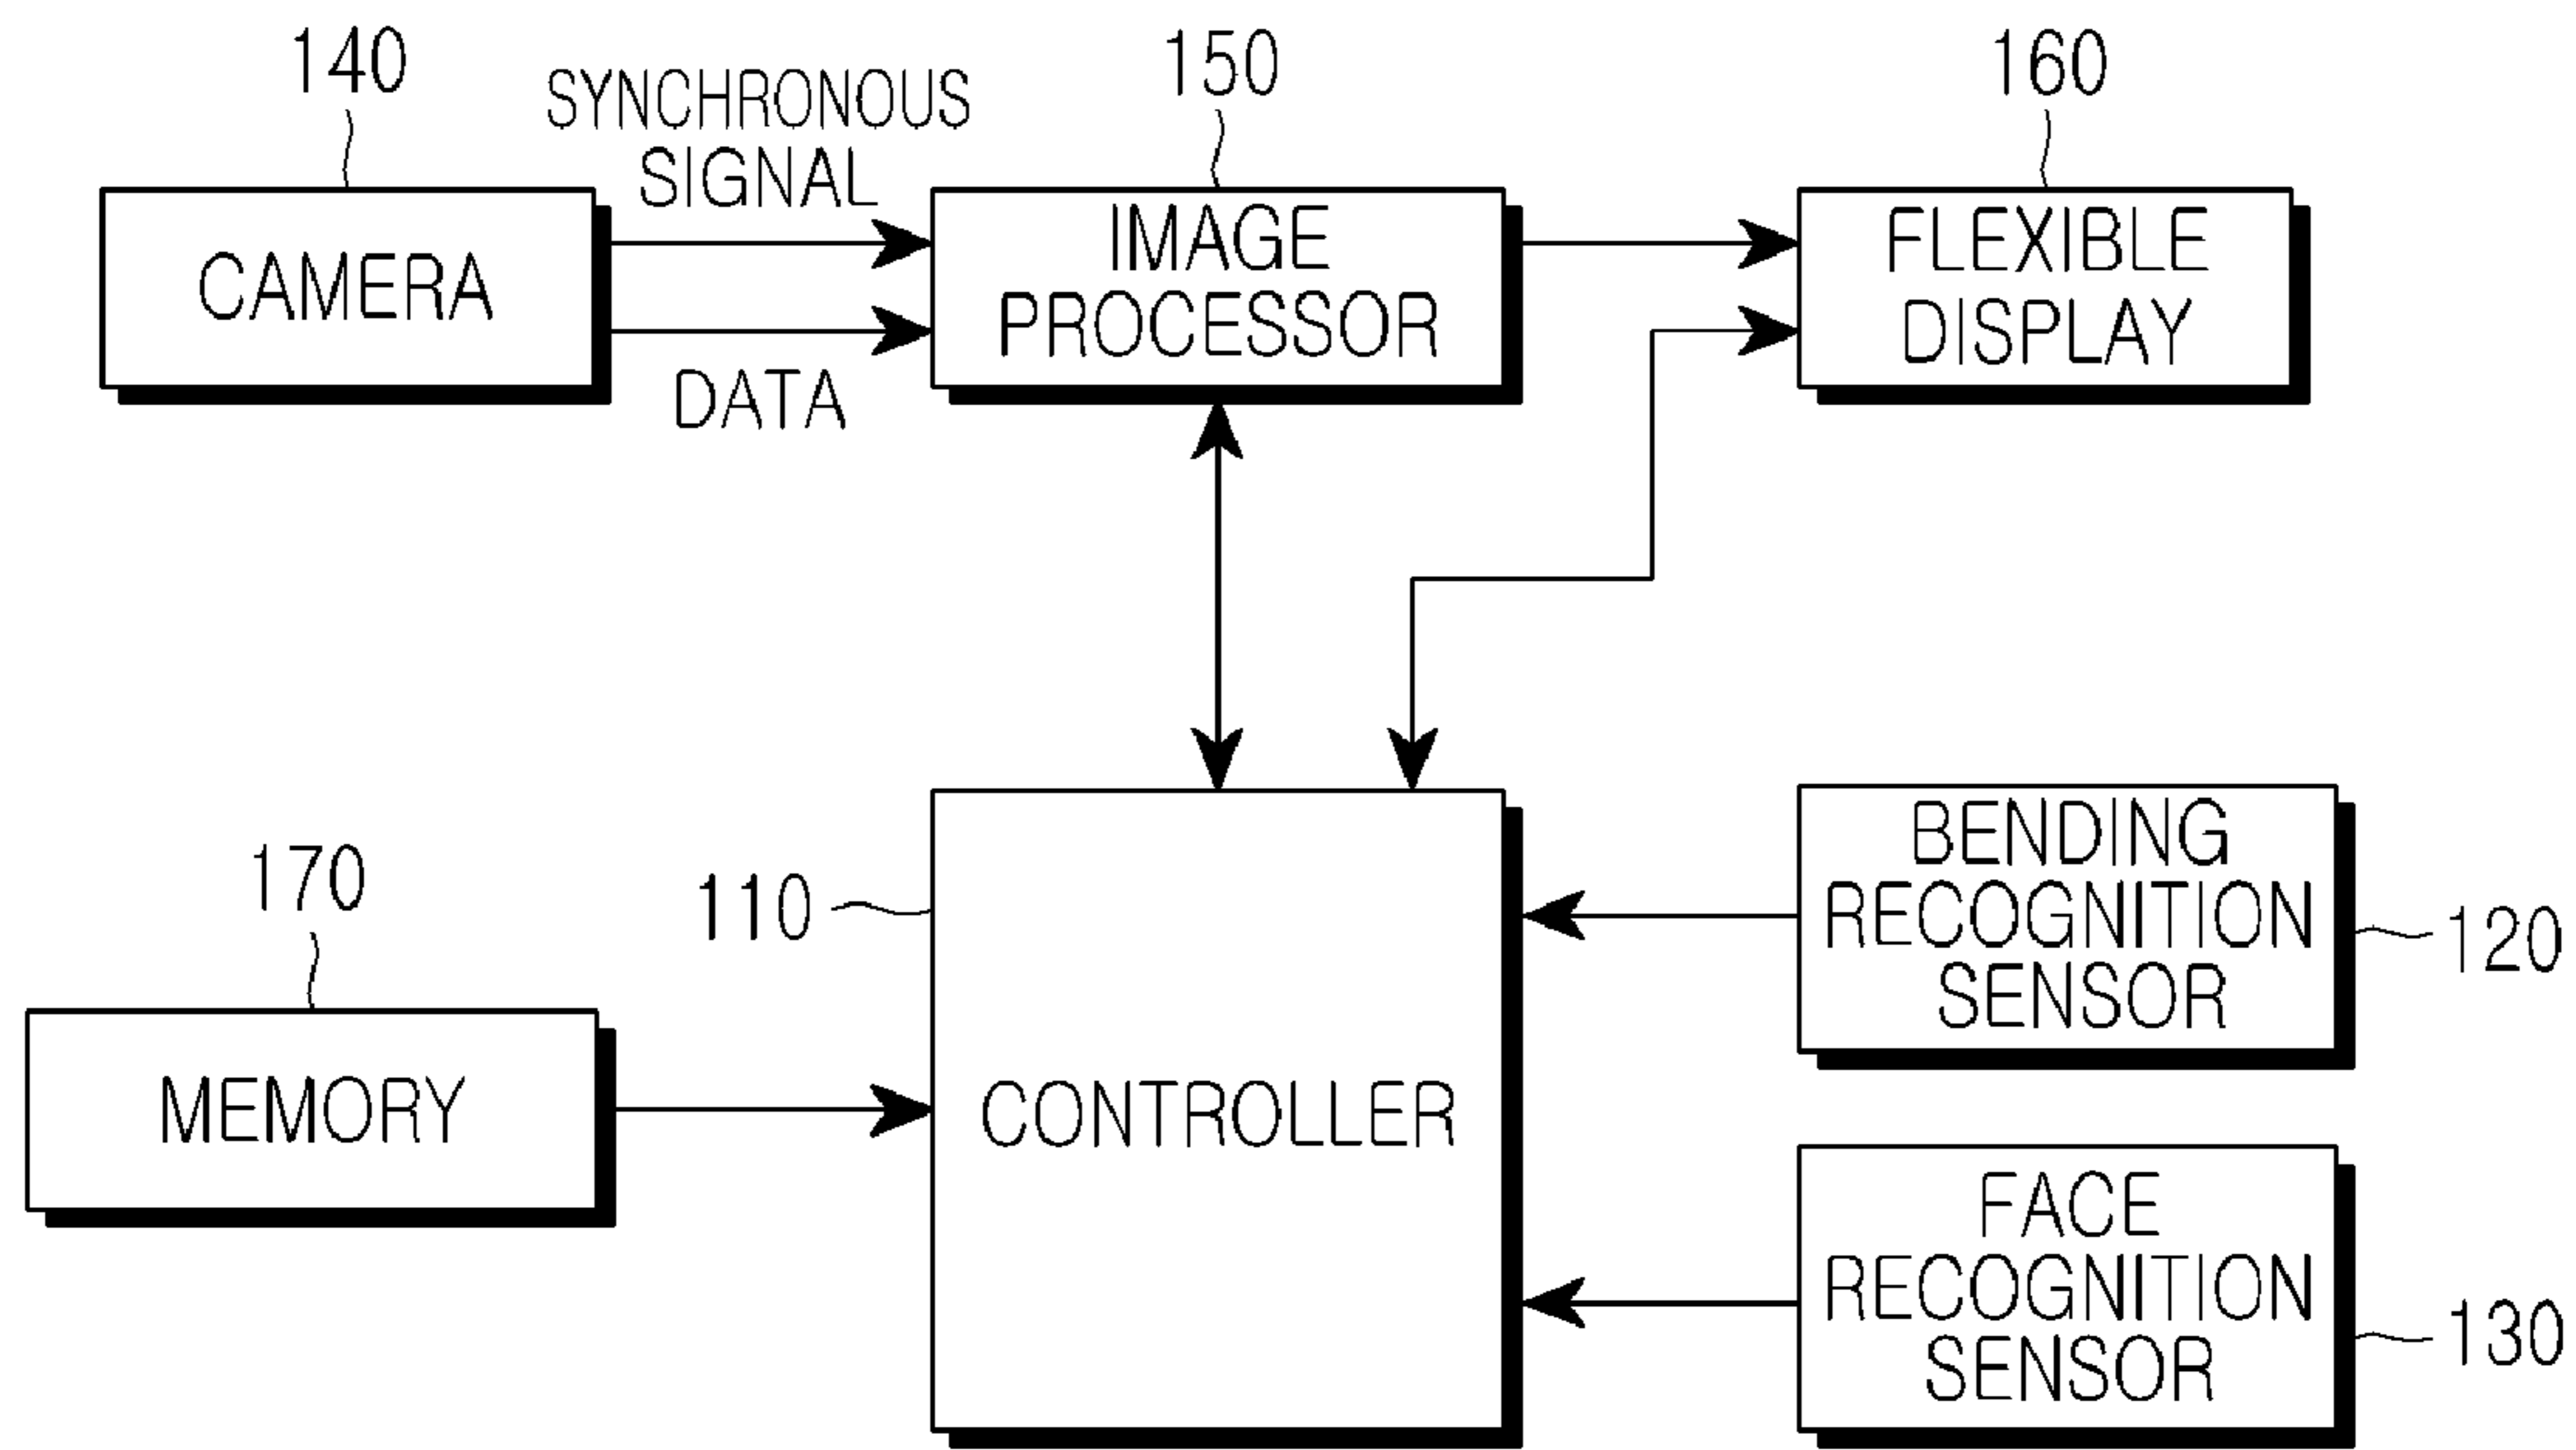 140
SYNCHRONOUS
SIGNAL
150
160
CAMERA
IMAGE
PROCESSOR
FLEXIBLE
DISPLAY
DATA
170
110
BENDING
RECOGNITION
SENSOR
120
MEMORY
CONTROLLER
FACE
RECOGNITION
SENSOR
130